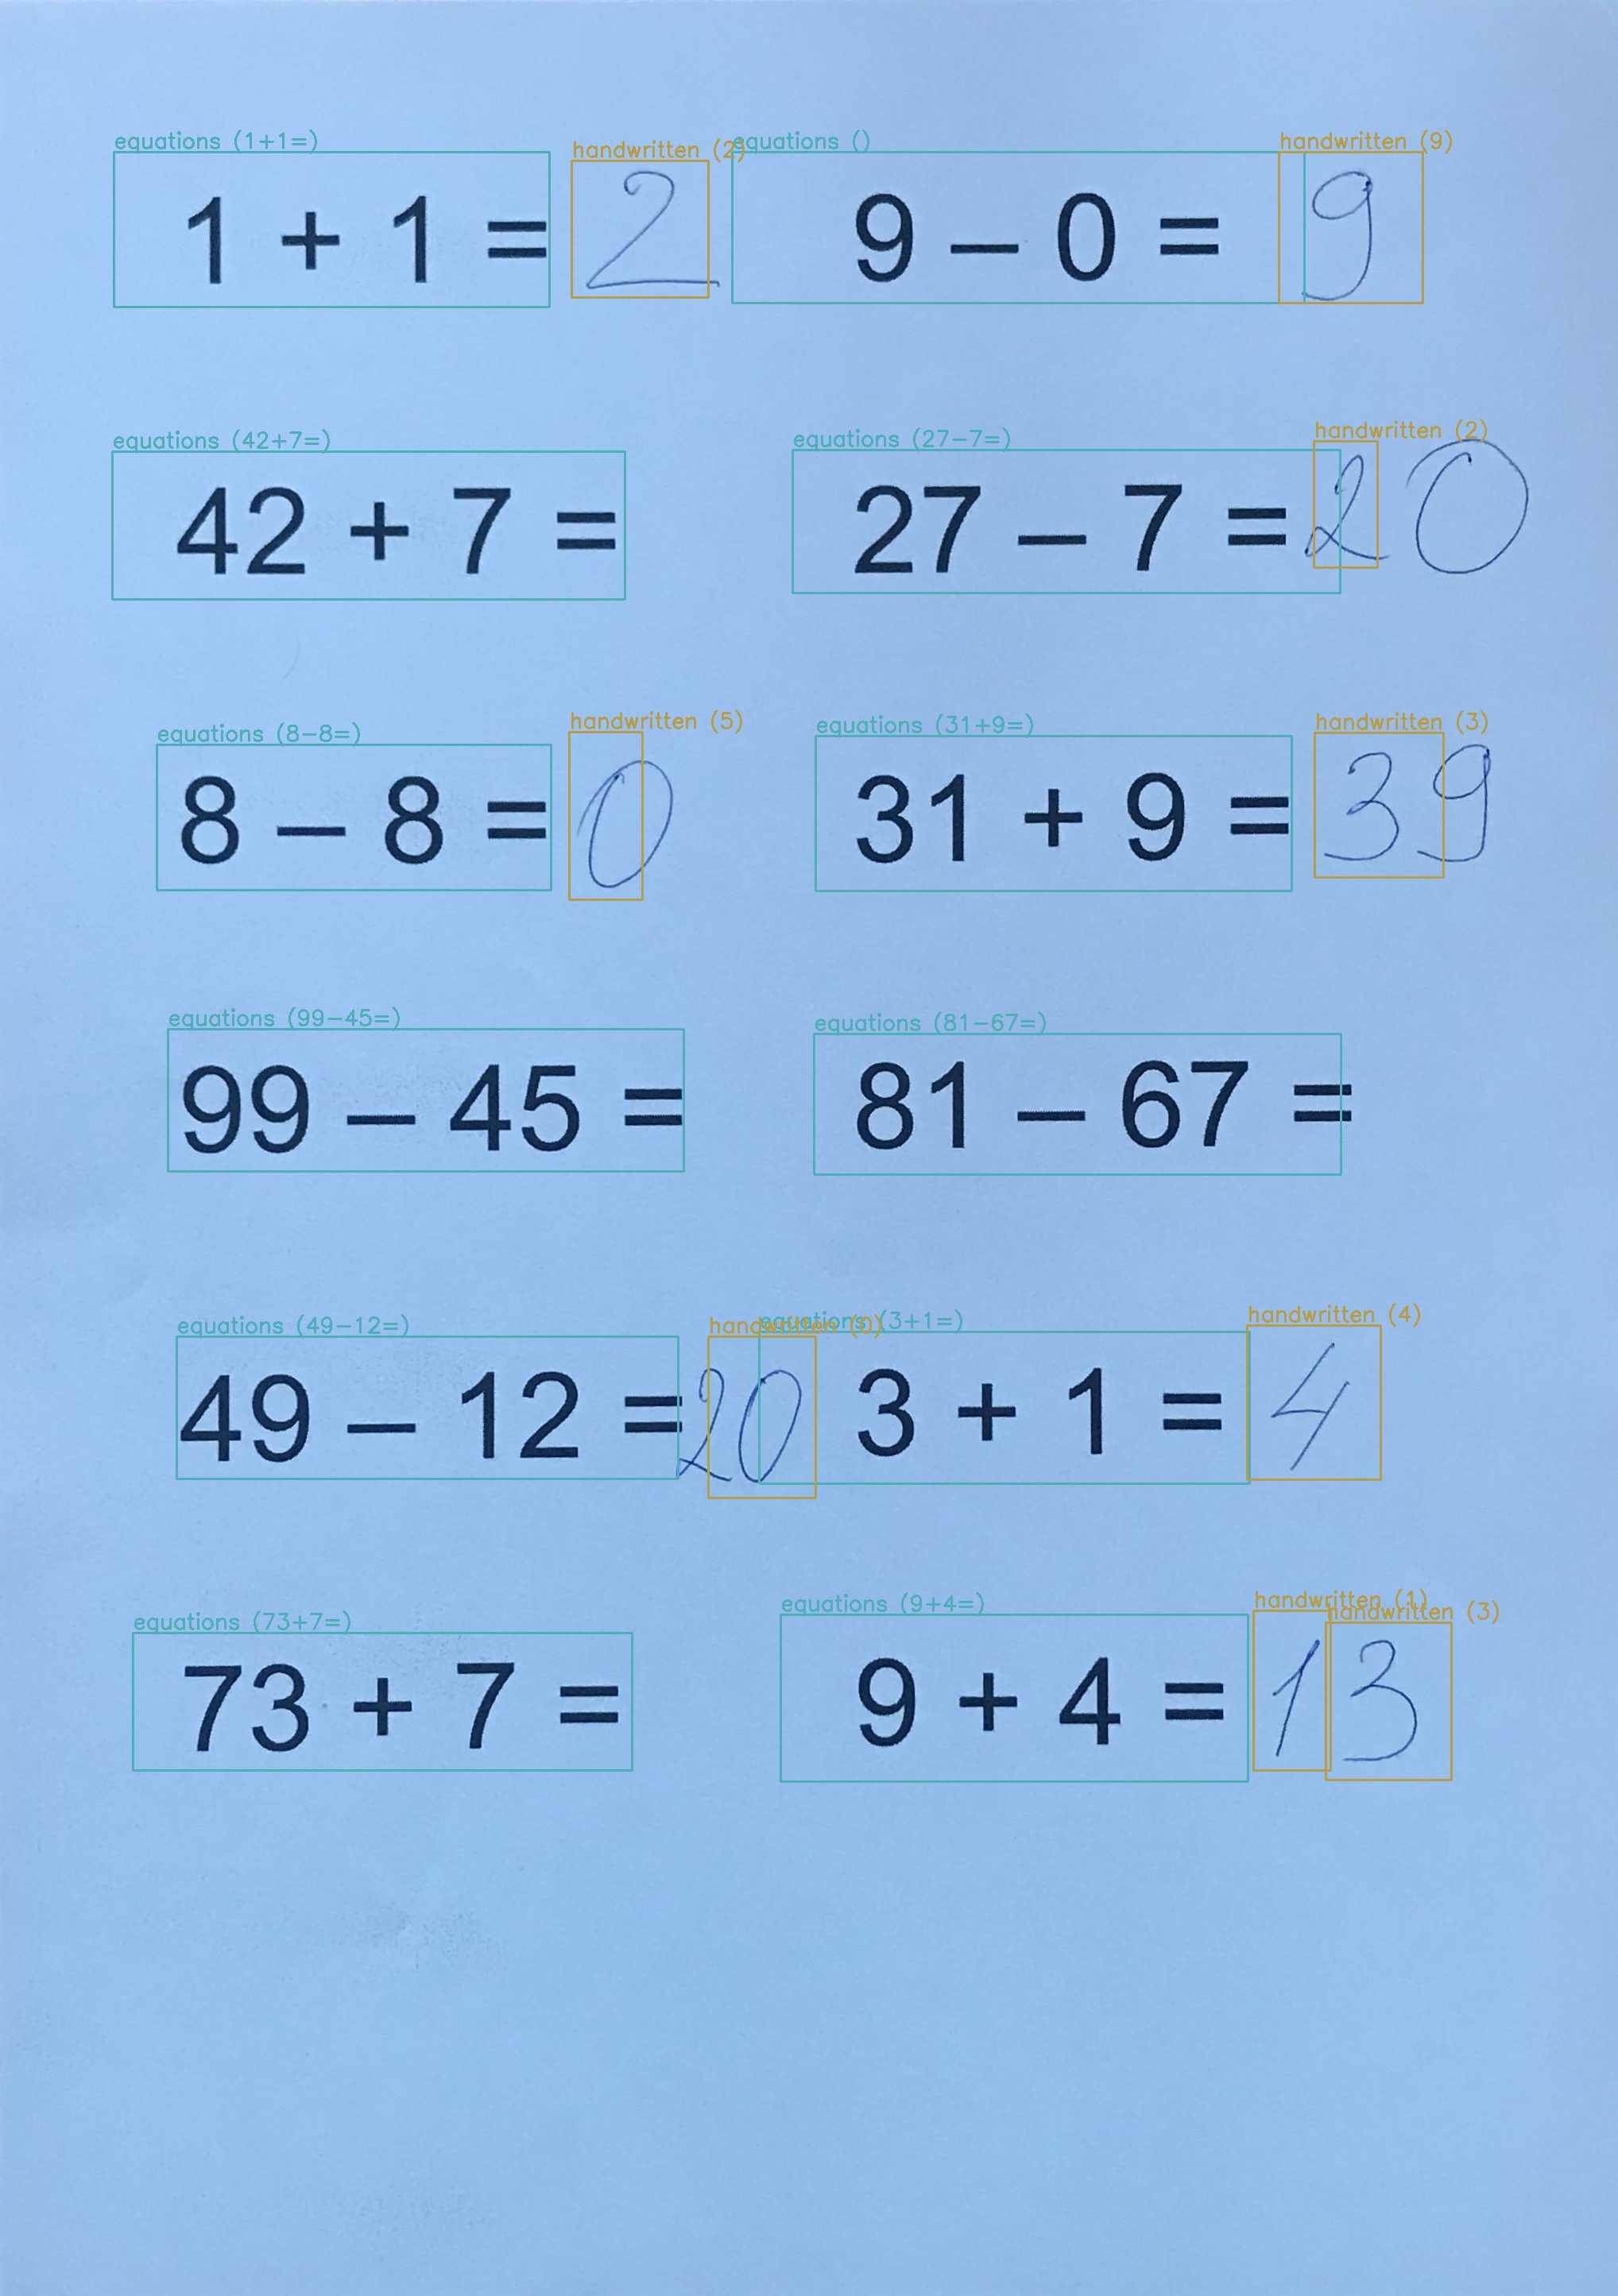 equations (1+1=) handwritten (2) equations () handwritten (9)
1 + 1 = 2 9 – 0 = 9
equations (42+7=) equations (27-7=) handwritten (2)
42 + 7 = 27 – 7 = 20
equations (8-8=) handwritten (5) equations (31+9=) handwritten (3)
8 – 8 = 0 31 + 9 = 39
equations (99-45=) equations (81-67=)
99 – 45 = 81 – 67 =
equations (49-12=) handwritten (0) equations (3+1=) handwritten (4)
49 – 12 = 20 3 + 1 = 4
equations (73+7=) equations (9+4=) handwritten (1) handwritten (3)
73 + 7 = 9 + 4 = 13